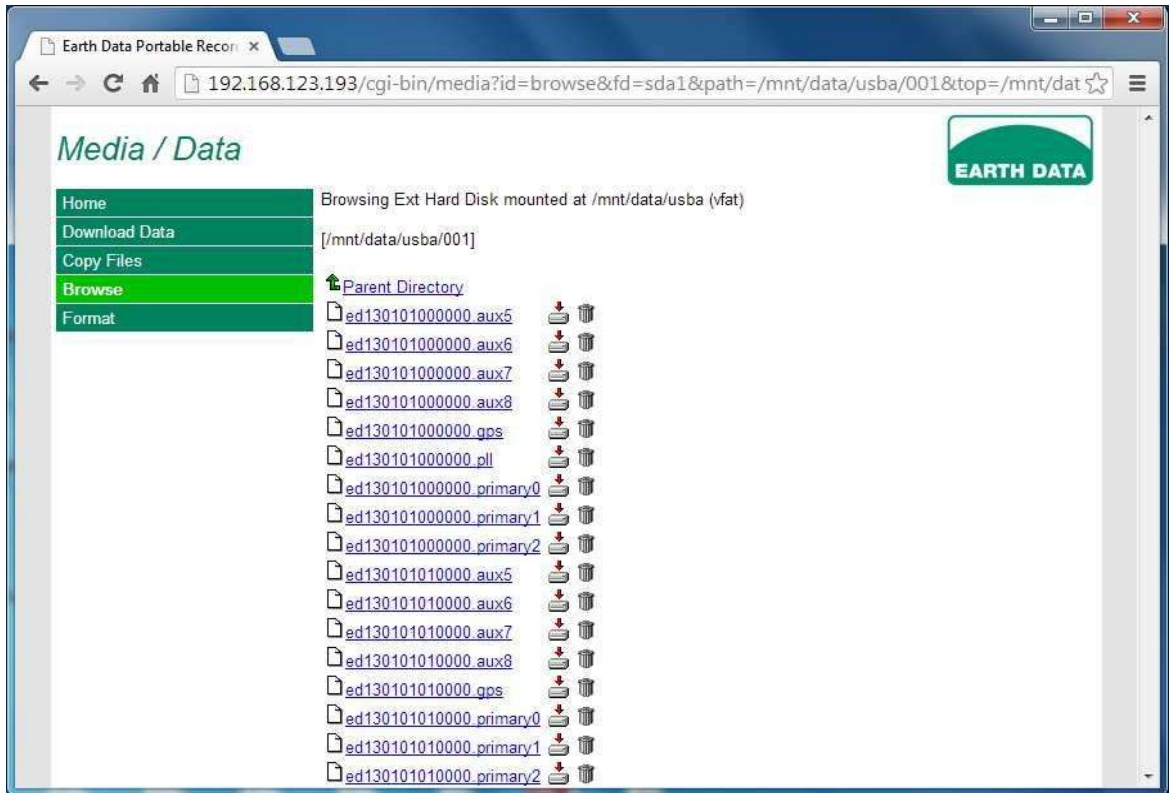 Earth Data Portable Recor
192.168.123.193/cgi-bin/media?id=browse&fd=sda1&path=/mnt/data/usba/001&top=/mnt/dat
Media / Data
EARTH DATA
Home
Download Data
Copy Files
Browse
Format
Browsing Ext Hard Disk mounted at /mnt/data/usba (vfat)
[/mnt/data/usba/001]
Parent Directory
ed130101000000.aux5
ed130101000000.aux6
ed130101000000.aux7
ed130101000000.aux8
ed130101000000.gps
ed130101000000.pll
ed130101000000.primary0
ed130101000000.primary1
ed130101000000.primary2
ed130101010000.aux5
ed130101010000.aux6
ed130101010000.aux7
ed130101010000.aux8
ed130101010000.gps
ed130101010000.primary0
ed130101010000.primary1
ed130101010000.primary2